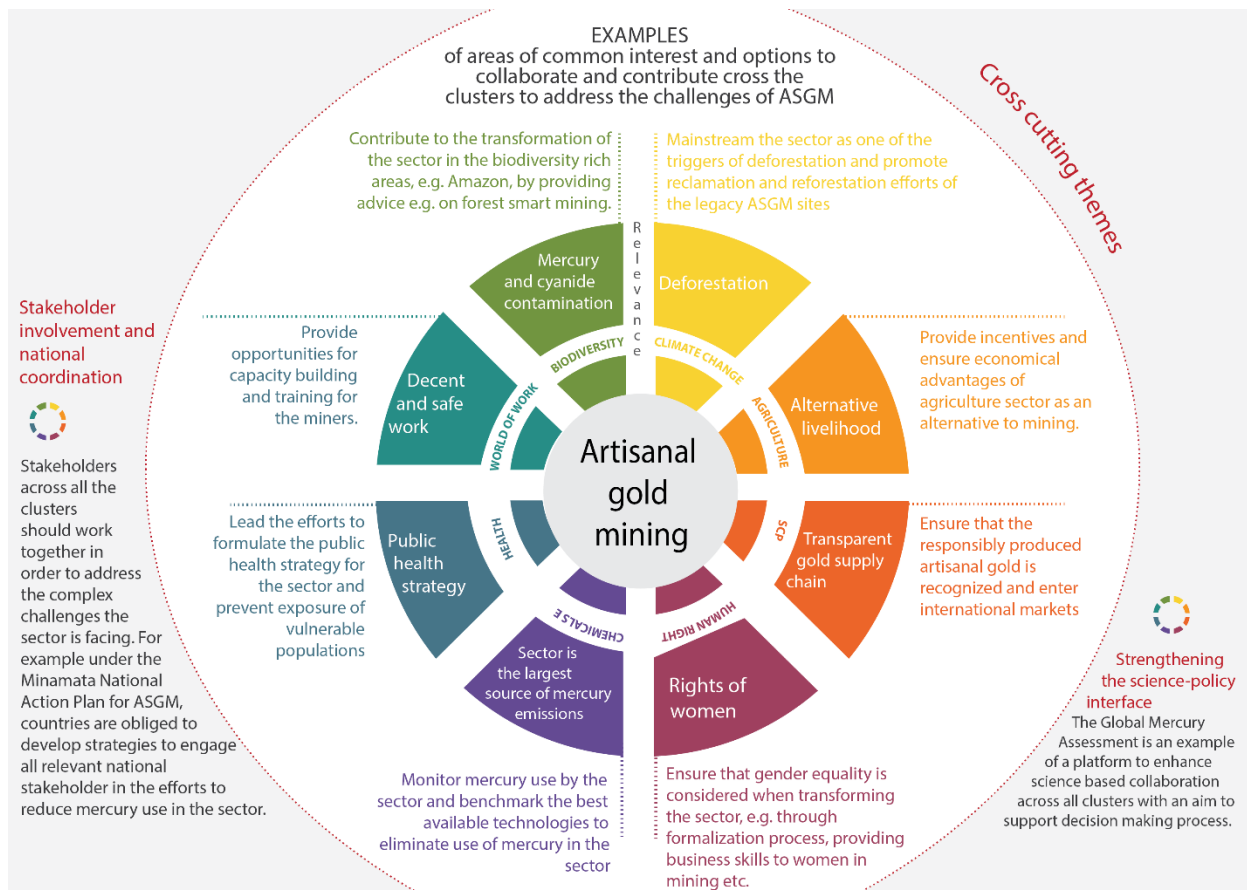 EXAMPLES
of areas of common interest and options to
collaborate and contribute cross the
clusters to address the challenges of ASGM
Cross cutting themes
Contribute to the transformation of
the sector in the biodiversity rich
areas, e.g. Amazon, by providing
advice e.g. on forest smart mining.
Mainstream the sector as one of the
triggers of deforestation and promote
reclamation and reforestation efforts of
the legacy ASGM sites
Relevance
Mercury
and cyanide
contamination
BIODIVERSITY
Deforestation
CLIMATE CHANGE
Provide
opportunities for
capacity building
and training for
the miners.
Decent
and safe
work
WORLD OF WORK
Alternative
livelihood
AGRICULTURE
Provide incentives and
ensure economical
advantages of
agriculture sector as an
alternative to mining.
Artisanal
gold
mining
Lead the efforts to
formulate the public
health strategy for
the sector and
prevent exposure of
vulnerable
populations
Public
health
strategy
HEALTH
SCP
Transparent
gold supply
chain
Ensure that the
responsibly produced
artisanal gold is
recognized and enter
international markets
CHEMICALS E
Sector is
the largest
source of mercury
emissions
HUMAN RIGHT
Rights of
women
Monitor mercury use by the
sector and benchmark the best
available technologies to
eliminate use of mercury in the
sector
Ensure that gender equality is
considered when transforming
the sector, e.g. through
formalization process, providing
business skills to women in
mining etc.
Stakeholder
involvement and
national
coordination
Stakeholders
across all the
clusters
should work
together in
order to address
the complex
challenges the
sector is facing. For
example under the
Minamata National
Action Plan for ASGM,
countries are obliged to
develop strategies to engage
all relevant national
stakeholder in the efforts to
reduce mercury use in the sector.
Strengthening
the science-policy
interface
The Global Mercury
Assessment is an example
of a platform to enhance
science based collaboration
across all clusters with an aim to
support decision making process.